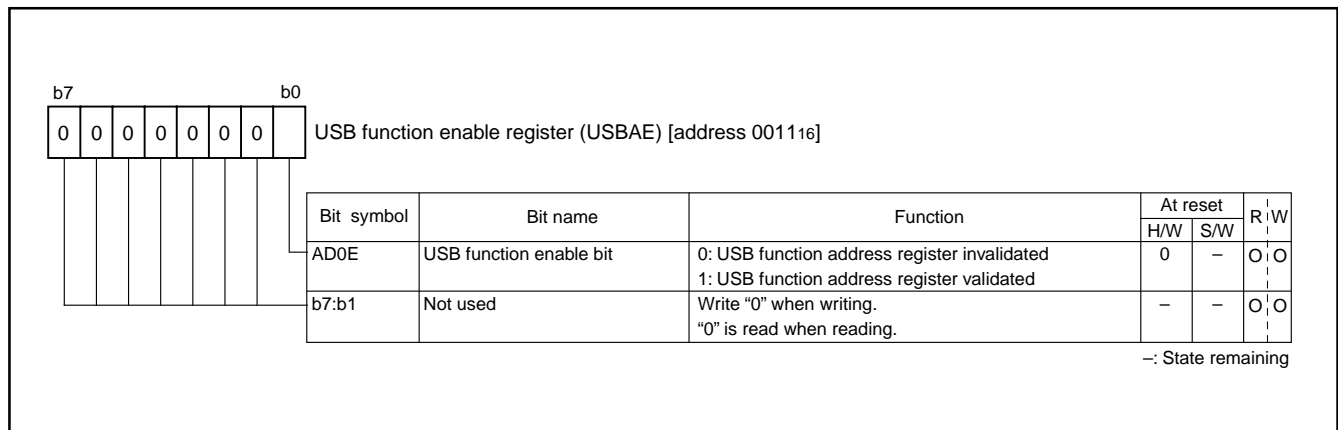 b7 b0
0 0 0 0 0 0 0 USB function enable register (USBAE) [address 001116]
Bit symbol Bit name Function At reset R W
H/W S/W
AD0E USB function enable bit 0: USB function address register invalidated 0 – O O
1: USB function address register validated
b7:b1 Not used Write “0” when writing. – – O O
“0” is read when reading.
–: State remaining